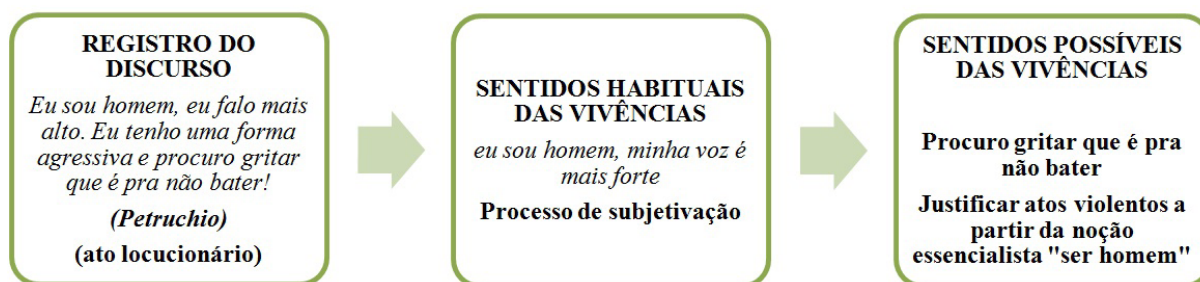 REGISTRO DO
DISCURSO
Eu sou homem, eu falo mais
alto. Eu tenho uma forma
agressiva e procuro gritar
que é pra não bater!
(Petruchio)
(ato locucionário)
SENTIDOS HABITUAIS
DAS VIVÊNCIAS
eu sou homem, minha voz é
mais forte
Processo de subjetivação
SENTIDOS POSSÍVEIS
DAS VIVÊNCIAS
Procuro gritar que é pra
não bater
Justificar atos violentos a
partir da noção
essencialista "ser homem"